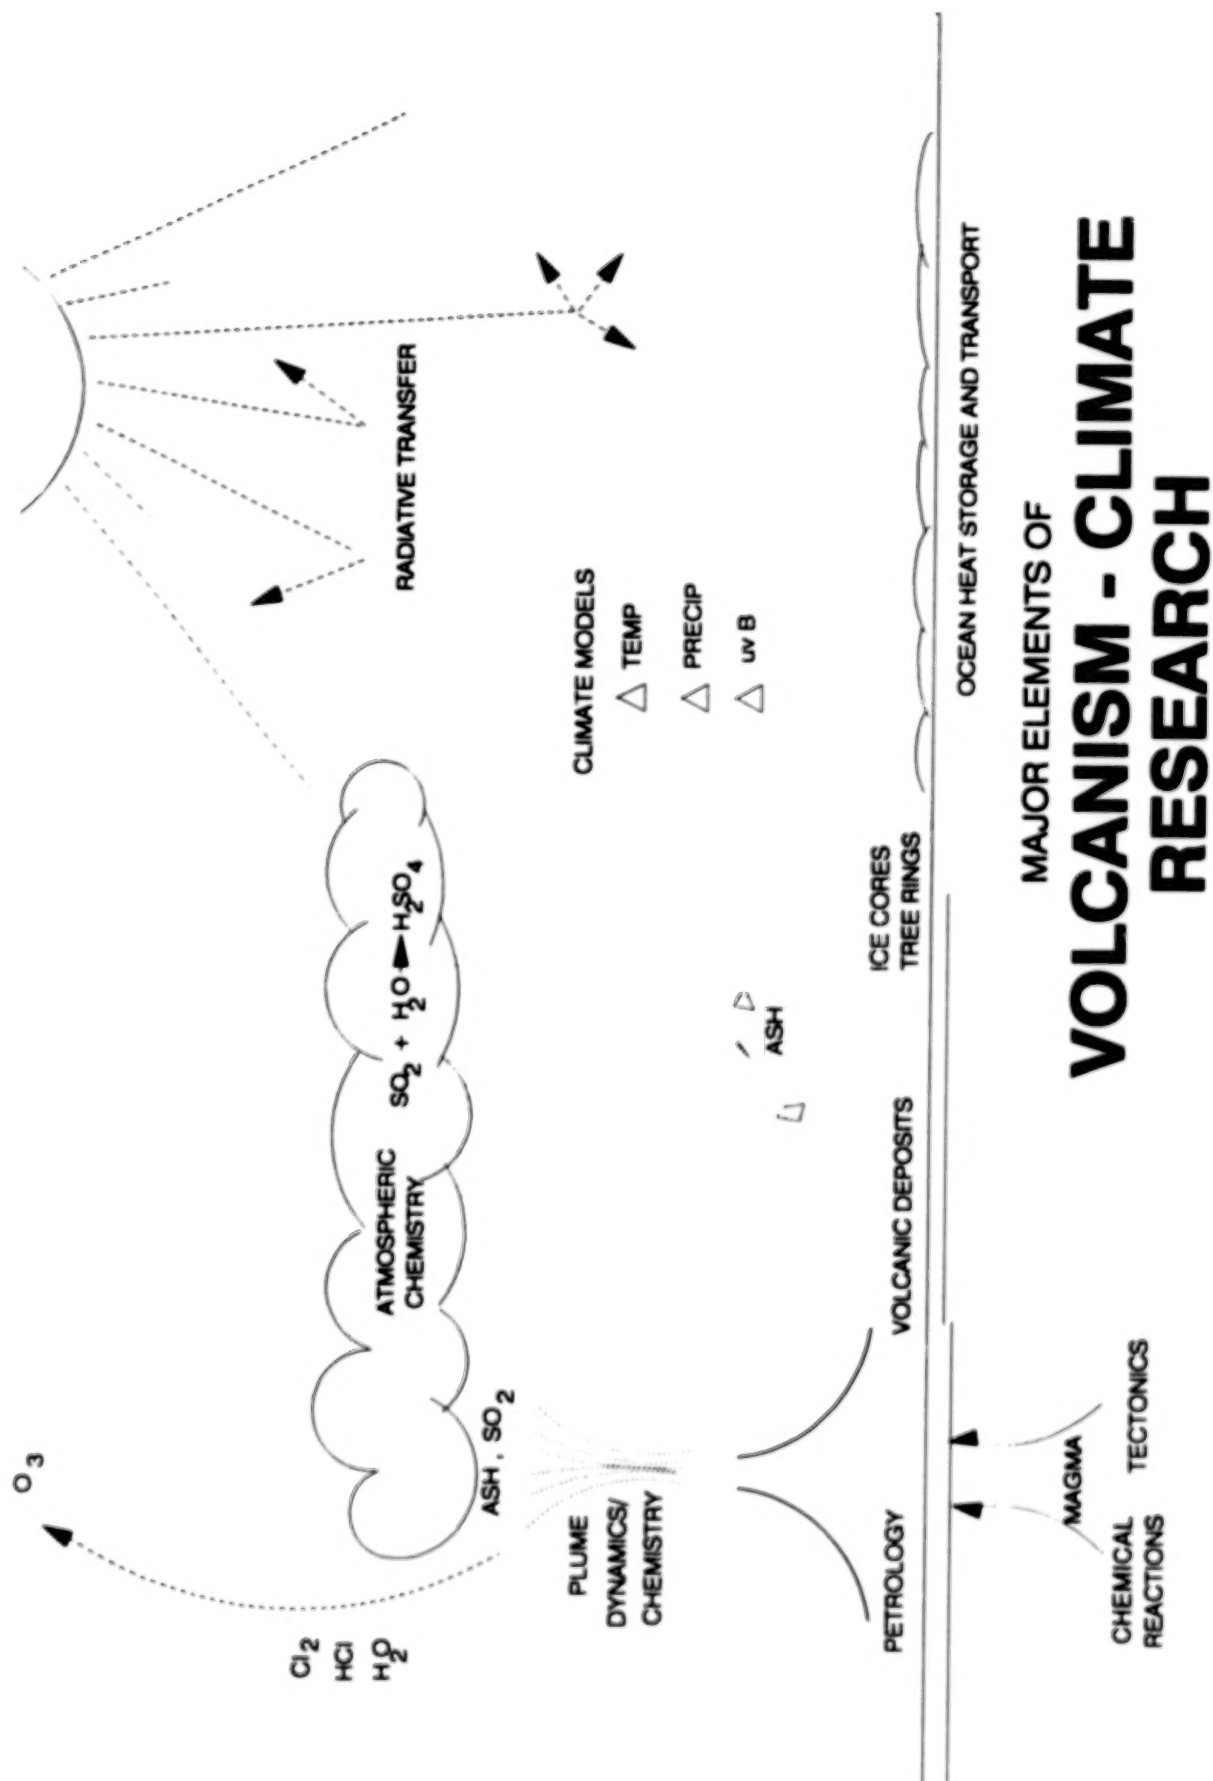 O3
Cl2
HCl
H2O
ATMOSPHERIC
CHEMISTRY
SO2 + H2O → H2SO4
RADIATIVE TRANSFER
ASH, SO2
PLUME
DYNAMICS/
CHEMISTRY
CLIMATE MODELS
△ TEMP
△ PRECIP
△ uv B
ASH
PETROLOGY
VOLCANIC DEPOSITS
ICE CORES
TREE RINGS
OCEAN HEAT STORAGE AND TRANSPORT
MAGMA
CHEMICAL
REACTIONS
TECTONICS
MAJOR ELEMENTS OF
VOLCANISM - CLIMATE
RESEARCH